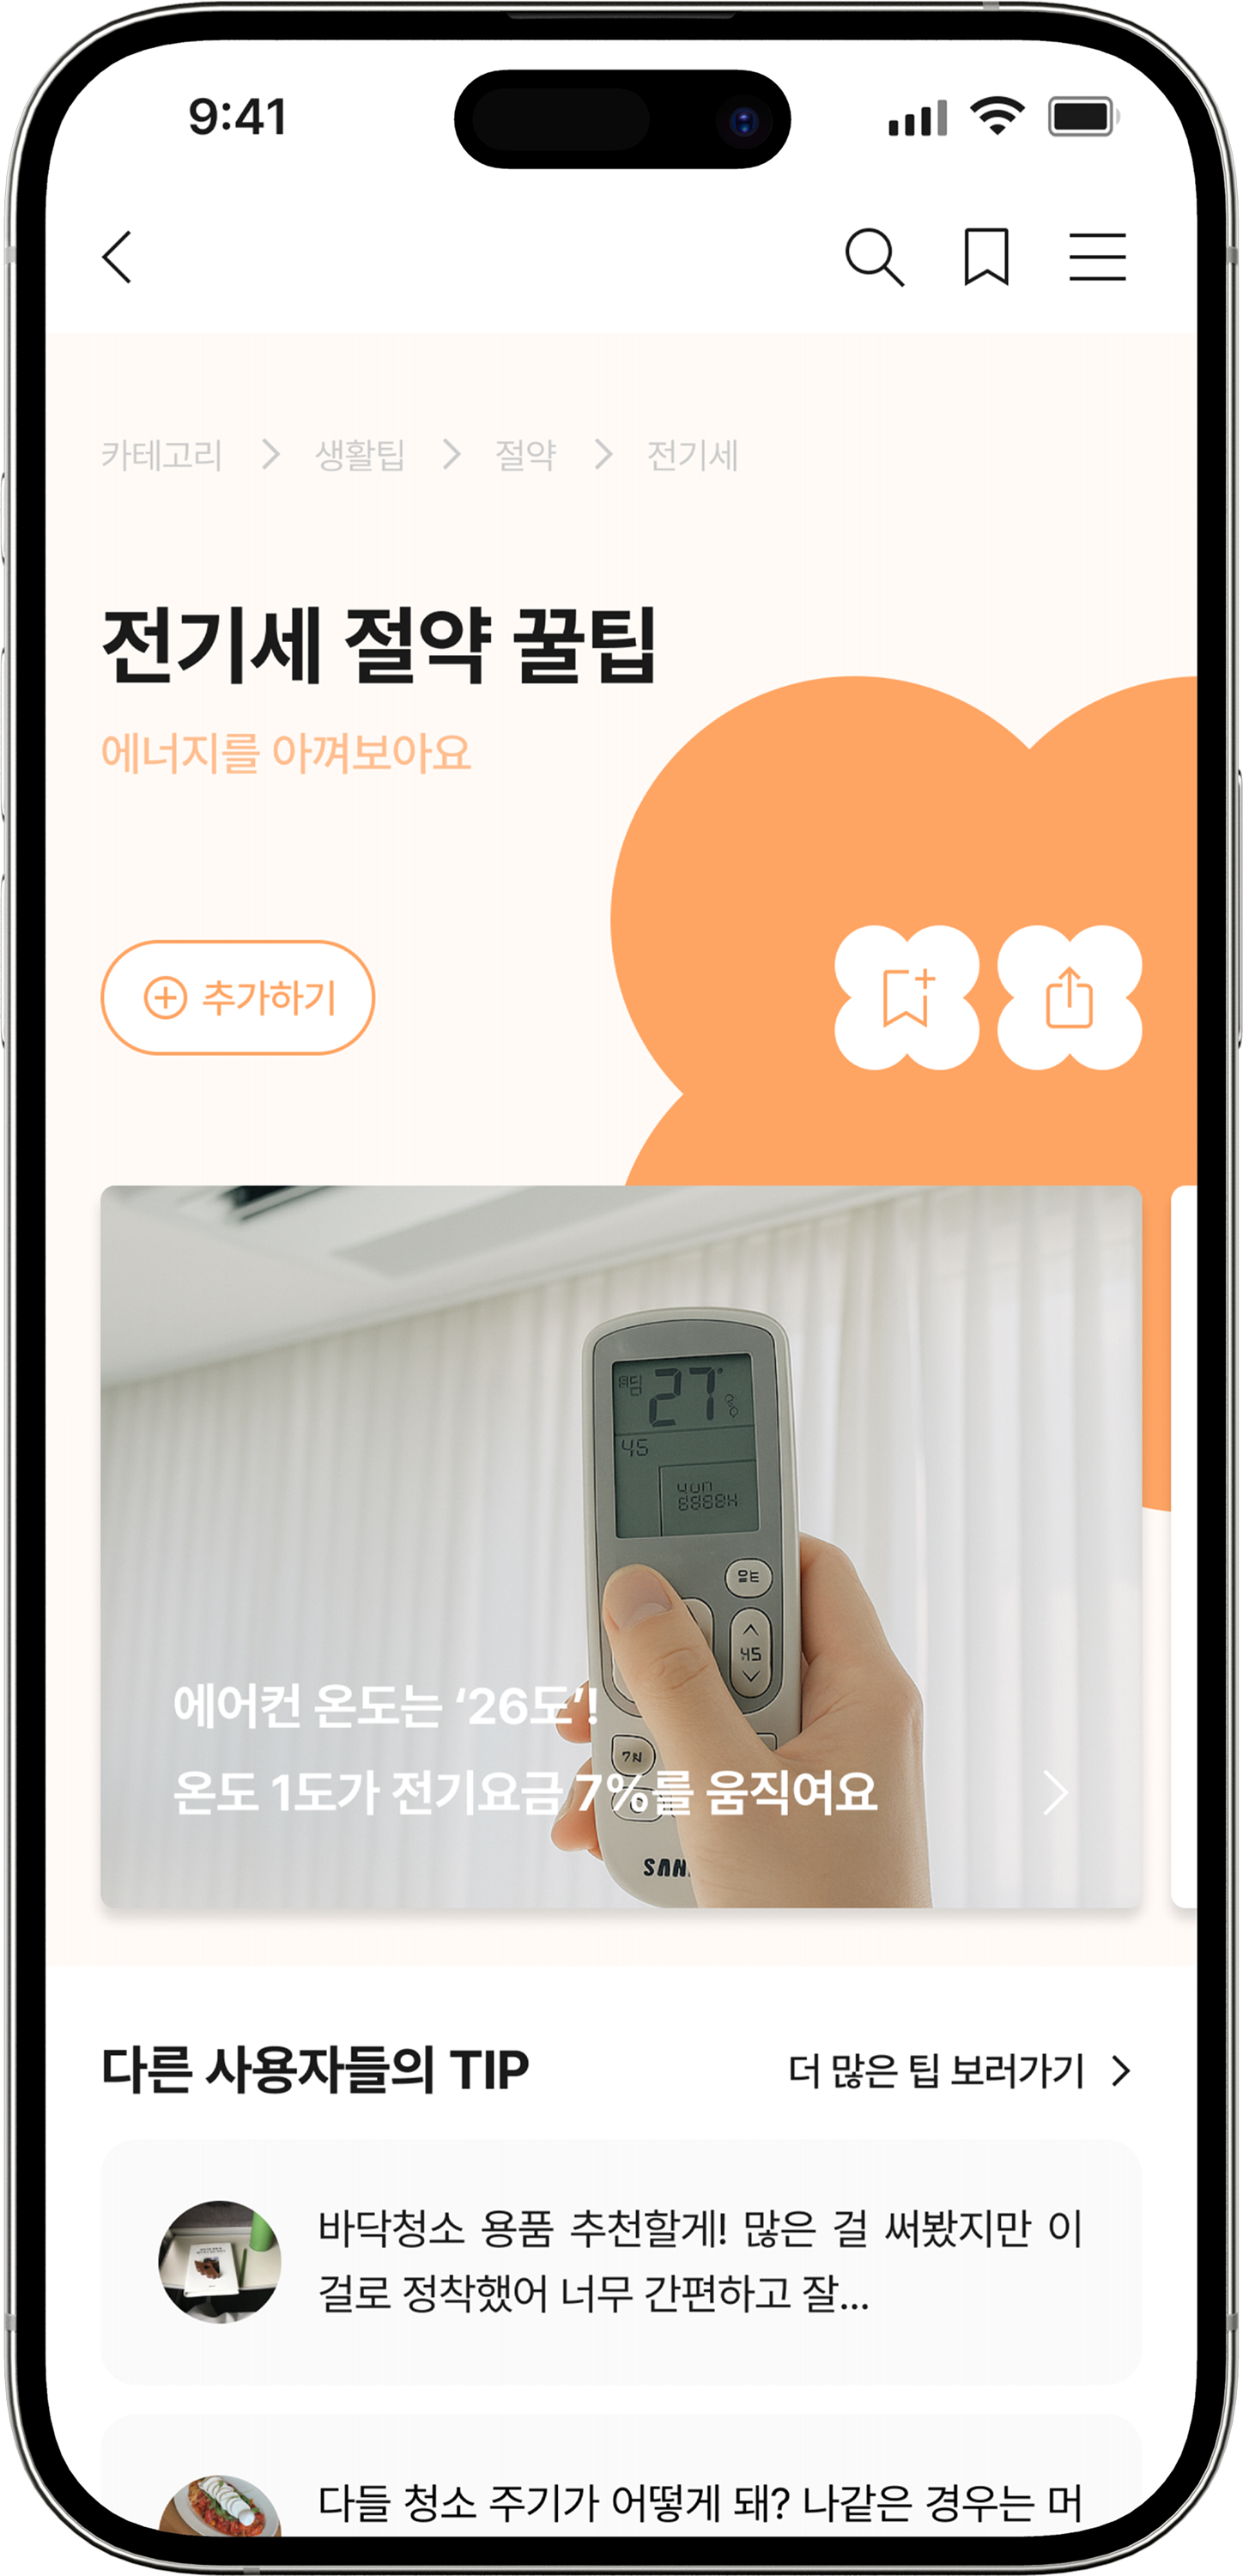 9:41
카테고리 > 생활팁 > 절약 > 전기세
전기세 절약 꿀팁
에너지를 아껴보아요
추가하기
27°
45
45
에어컨 온도는 ‘26도’!
온도 1도가 전기요금 7%를 움직여요
다른 사용자들의 TIP
더 많은 팁 보러가기 >
바닥청소 용품 추천할게! 많은 걸 써봤지만 이
걸로 정착했어 너무 간편하고 잘...
다들 청소 주기가 어떻게 돼? 나같은 경우는 머